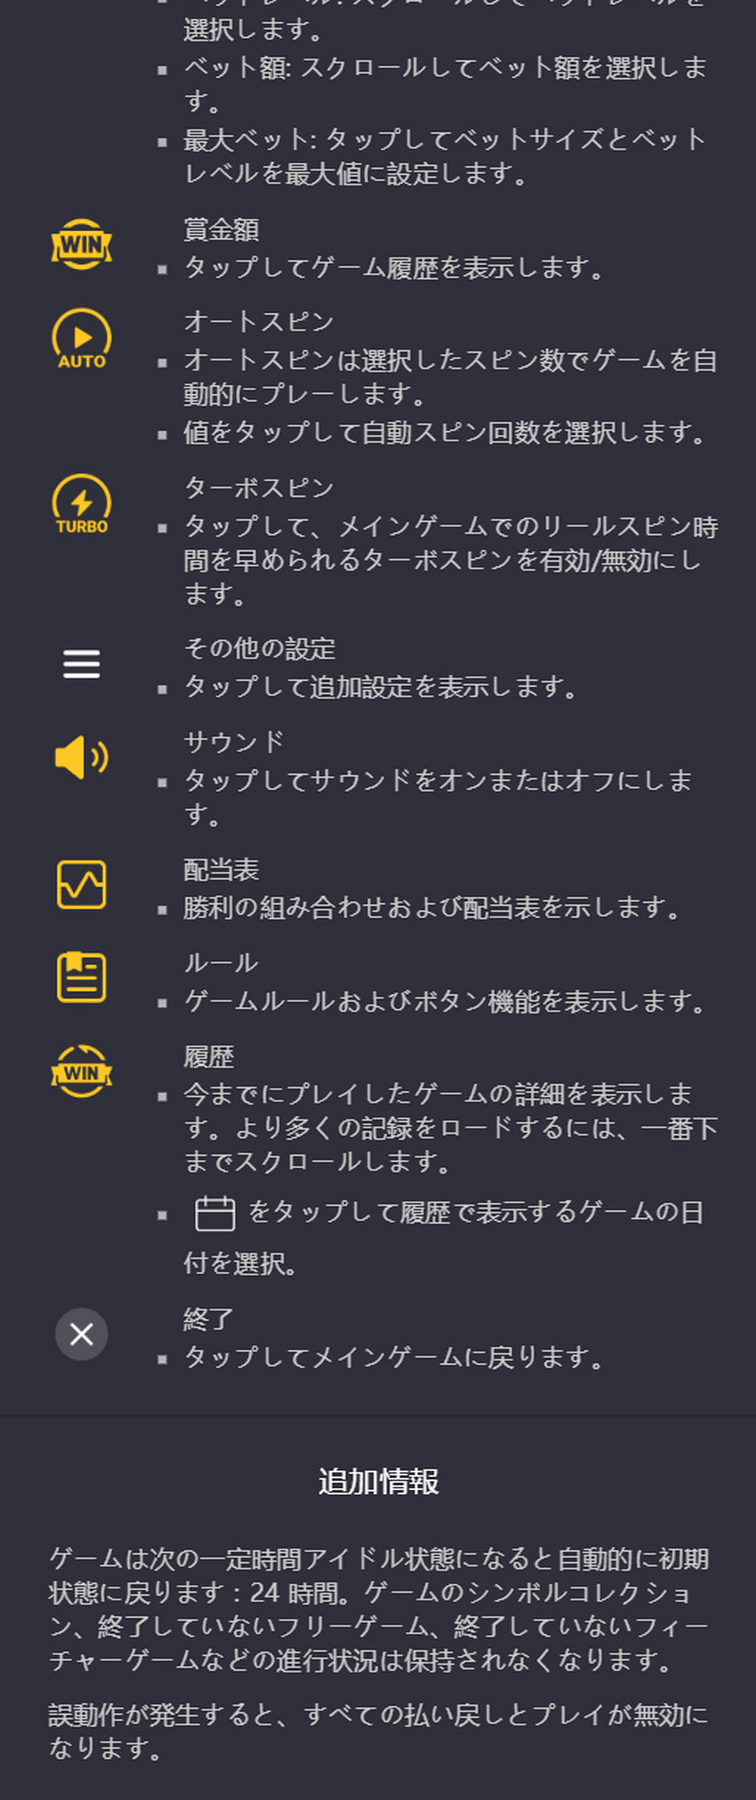 選択します。
ベット額: スクロールしてベット額を選択しま
す。
最大ベット: タップしてベットサイズとベット
レベルを最大値に設定します。
WIN
賞金額
タップしてゲーム履歴を表示します。
AUTO
オートスピン
オートスピンは選択したスピン数でゲームを自
動的にプレーします。
値をタップして自動スピン回数を選択します。
TURBO
ターボスピン
タップして、メインゲームでのリールスピン時
間を早められるターボスピンを有効/無効にし
ます。
その他の設定
タップして追加設定を表示します。
サウンド
タップしてサウンドをオンまたはオフにしま
す。
配当表
勝利の組み合わせおよび配当表を示します。
ルール
ゲームルールおよびボタン機能を表示します。
WIN
履歴
今までにプレイしたゲームの詳細を表示しま
す。より多くの記録をロードするには、一番下
までスクロールします。
をタップして履歴で表示するゲームの日
付を選択。
終了
タップしてメインゲームに戻ります。
追加情報
ゲームは次の一定時間アイドル状態になると自動的に初期
状態に戻ります：24 時間。ゲームのシンボルコレクショ
ン、終了していないフリーゲーム、終了していないフィー
チャーゲームなどの進行状況は保持されなくなります。
誤動作が発生すると、すべての払い戻しとプレイが無効に
なります。